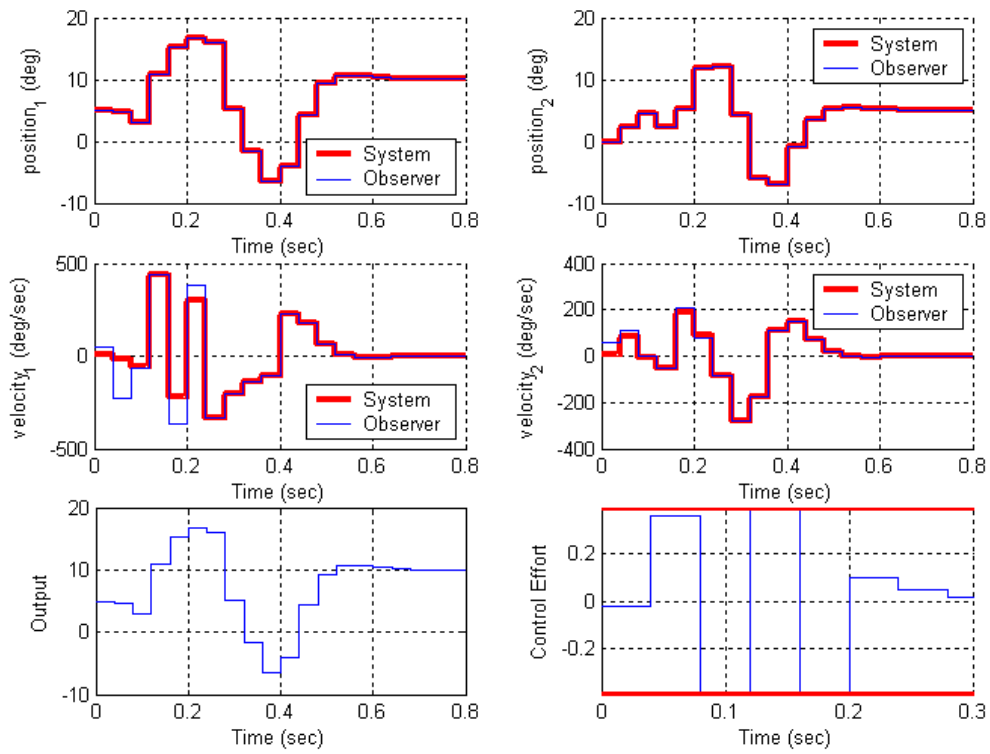 20
10
0
-10
position1 (deg)
System
Observer
0
0.2
0.4
0.6
0.8
Time (sec)
20
10
0
-10
position2 (deg)
System
Observer
0
0.2
0.4
0.6
0.8
Time (sec)
500
0
-500
velocity1 (deg/sec)
System
Observer
0
0.2
0.4
0.6
0.8
Time (sec)
400
200
0
-200
-400
velocity2 (deg/sec)
System
Observer
0
0.2
0.4
0.6
0.8
Time (sec)
20
10
0
-10
Output
0
0.2
0.4
0.6
0.8
Time (sec)
0.2
0
-0.2
Control Effort
0
0.1
0.2
0.3
Time (sec)